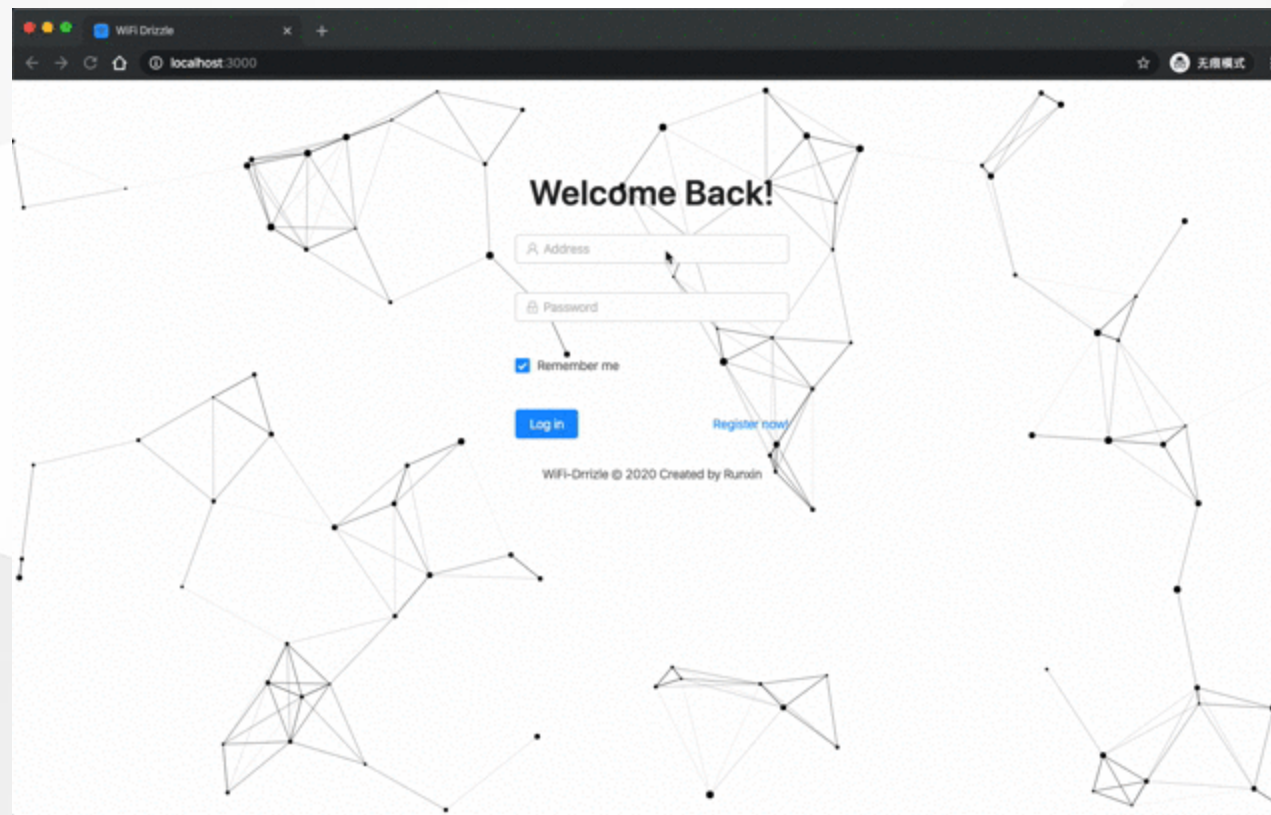 WiFi Drizzle
localhost:3000
无痕模式
Welcome Back!
Address
Password
Remember me
Log in
Register now!
WiFi-Drrizle © 2020 Created by Runxin